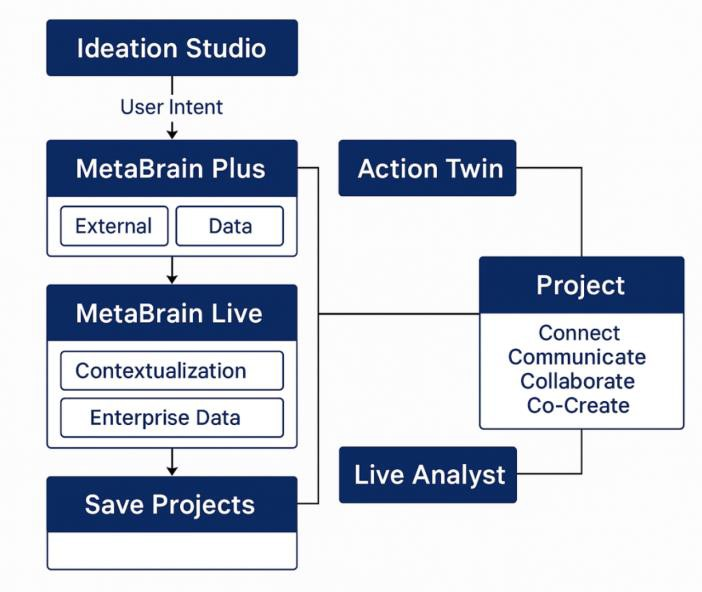 Ideation Studio
User Intent
MetaBrain Plus
External
Data
MetaBrain Live
Contextualization
Enterprise Data
Save Projects
Action Twin
Project
Connect
Communicate
Collaborate
Co-Create
Live Analyst